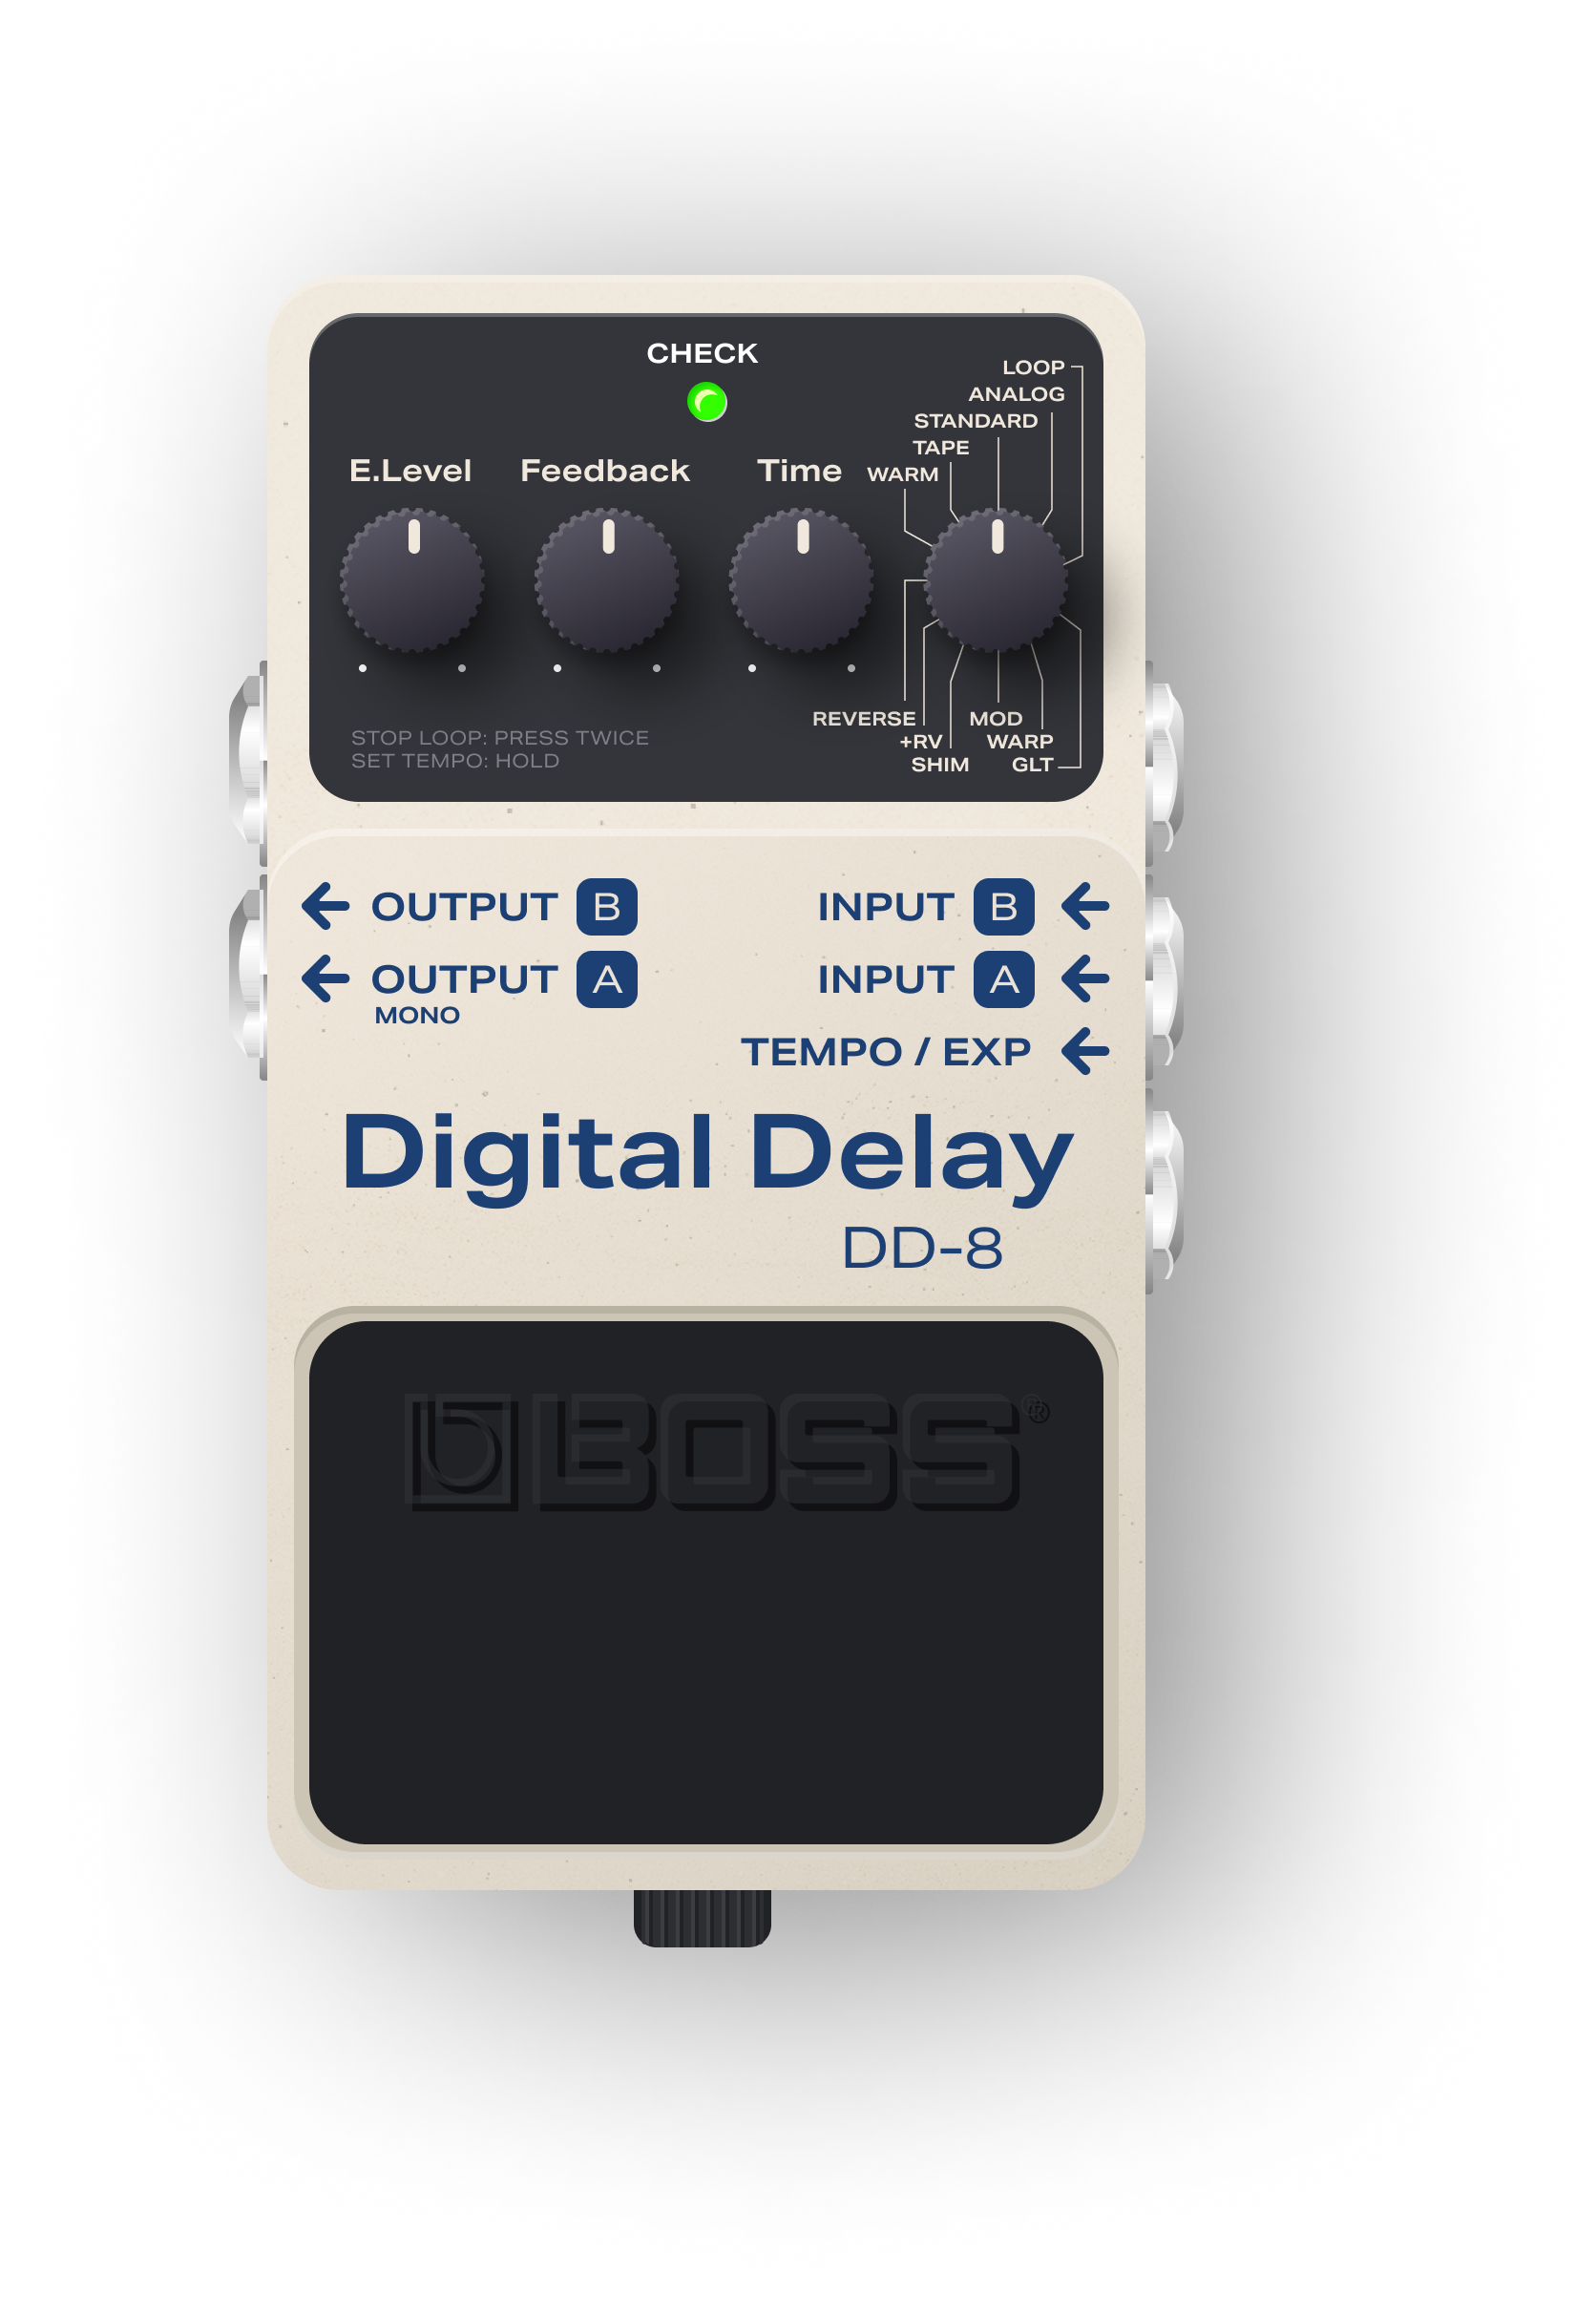 CHECK
LOOP
ANALOG
STANDARD
TAPE
WARM
E.Level Feedback Time
REVERSE MOD
+RV WARP
SHIM GLT
STOP LOOP: PRESS TWICE
SET TEMPO: HOLD
OUTPUT B INPUT B
OUTPUT A INPUT A
MONO
TEMPO / EXP
Digital Delay
DD-8
b BOSS®